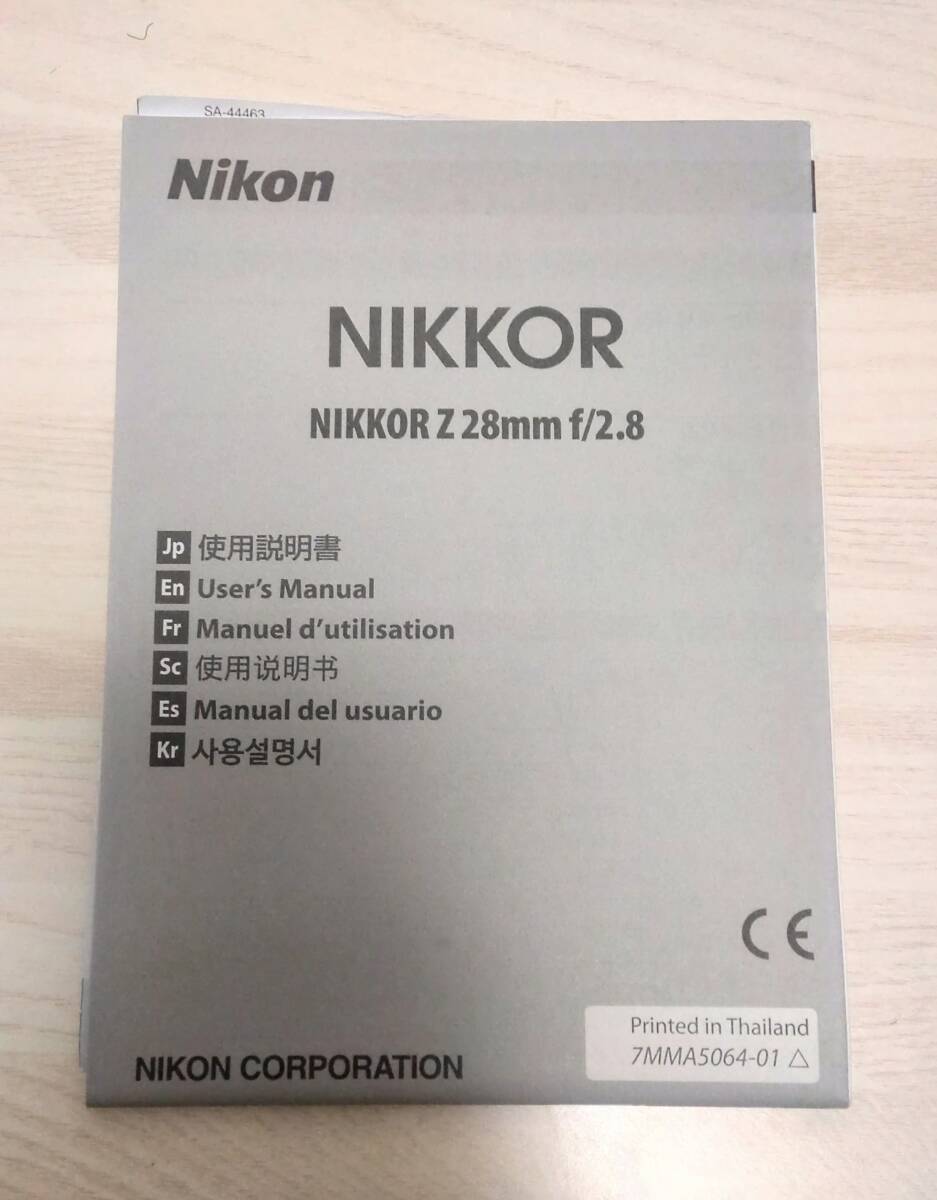 SA-44463
Nikon
NIKKOR
NIKKOR Z 28mm f/2.8
Jp 使用説明書
En User's Manual
Fr Manuel d'utilisation
Sc 使用说明书
Es Manual del usuario
Kr 사용설명서
CE
Printed in Thailand
7MMA5064-01 △
NIKON CORPORATION